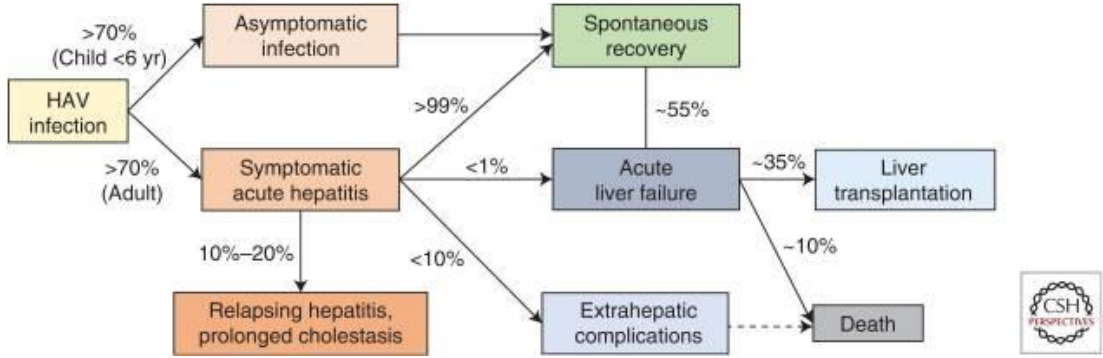 >70%
(Child <6 yr)
Asymptomatic
infection
Spontaneous
recovery
HAV
infection
>99%
~55%
>70%
(Adult)
Symptomatic
acute hepatitis
<1%
Acute
liver failure
~35%
Liver
transplantation
10%–20%
<10%
~10%
Relapsing hepatitis,
prolonged cholestasis
Extrahepatic
complications
Death
CSH
PERSPECTIVES